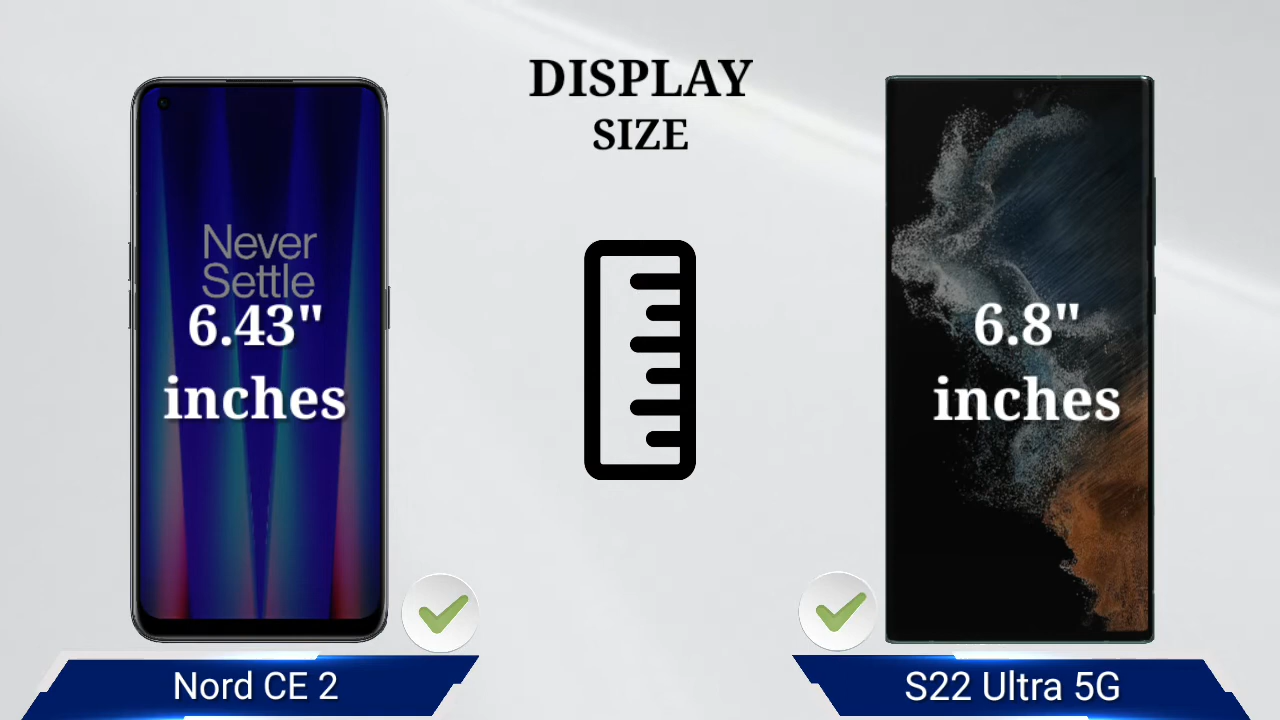 DISPLAY
SIZE
Never
Settle
6.43"
inches
6.8"
inches
Nord CE 2
S22 Ultra 5G